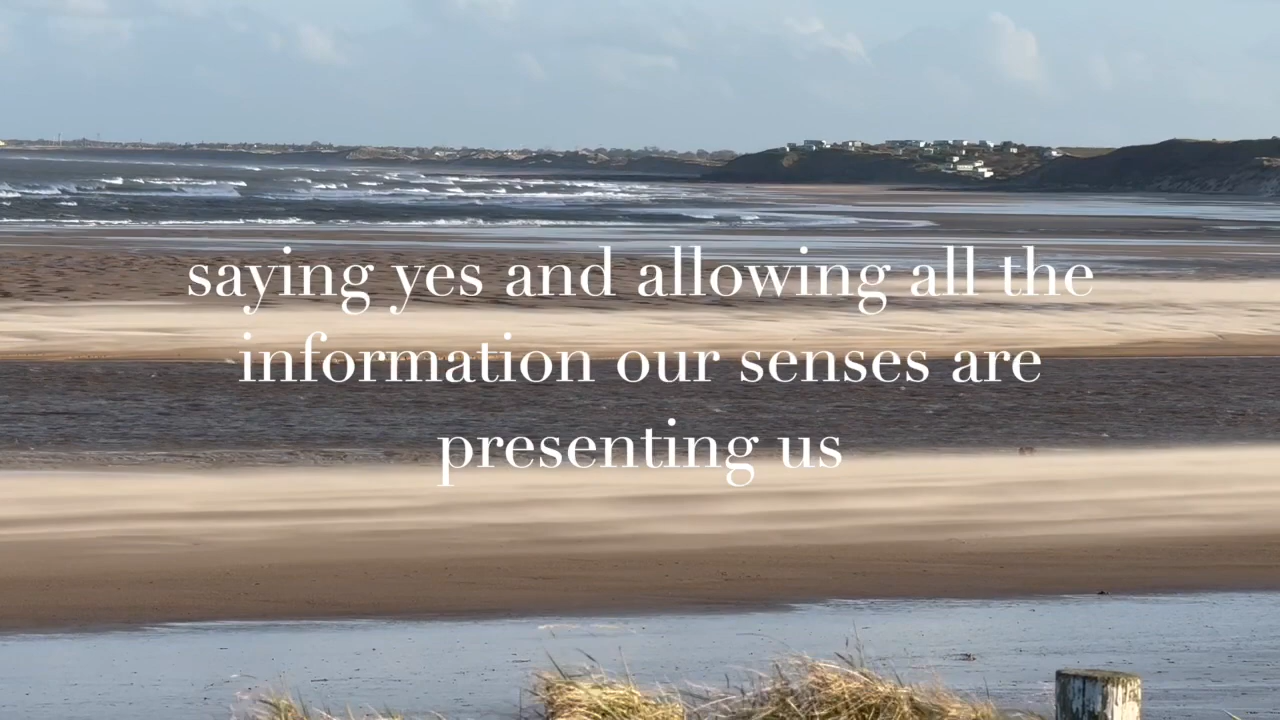 saying yes and allowing all the
information our senses are
presenting us